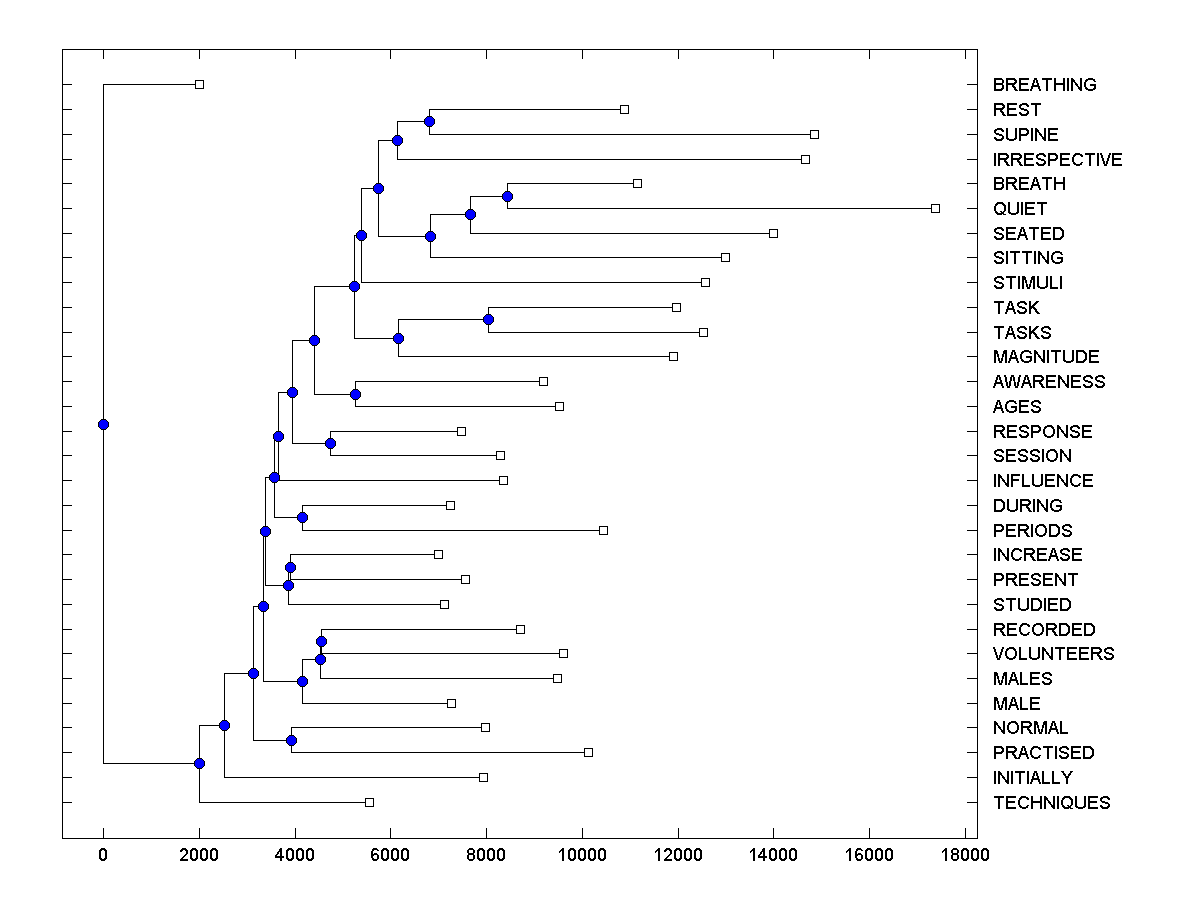 BREATHING
REST
SUPINE
IRRESPECTIVE
BREATH
QUIET
SEATED
SITTING
STIMULI
TASK
TASKS
MAGNITUDE
AWARENESS
AGES
RESPONSE
SESSION
INFLUENCE
DURING
PERIODS
INCREASE
PRESENT
STUDIED
RECORDED
VOLUNTEERS
MALES
MALE
NORMAL
PRACTISED
INITIALLY
TECHNIQUES
0 2000 4000 6000 8000 10000 12000 14000 16000 18000